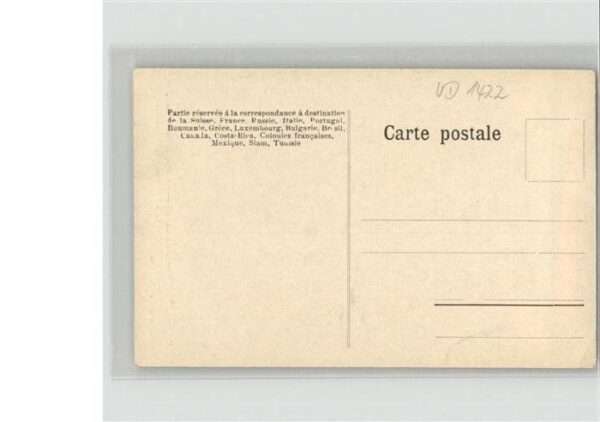 VD 1422
Partie réservée à la correspondance à destination
de la Suisse, France, Russie, Italie, Portugal,
Roumanie, Grèce, Luxembourg, Bulgarie, Brésil,
Canada, Costa-Rica, Colonies françaises,
Mexique, Siam, Tunisie
Carte postale